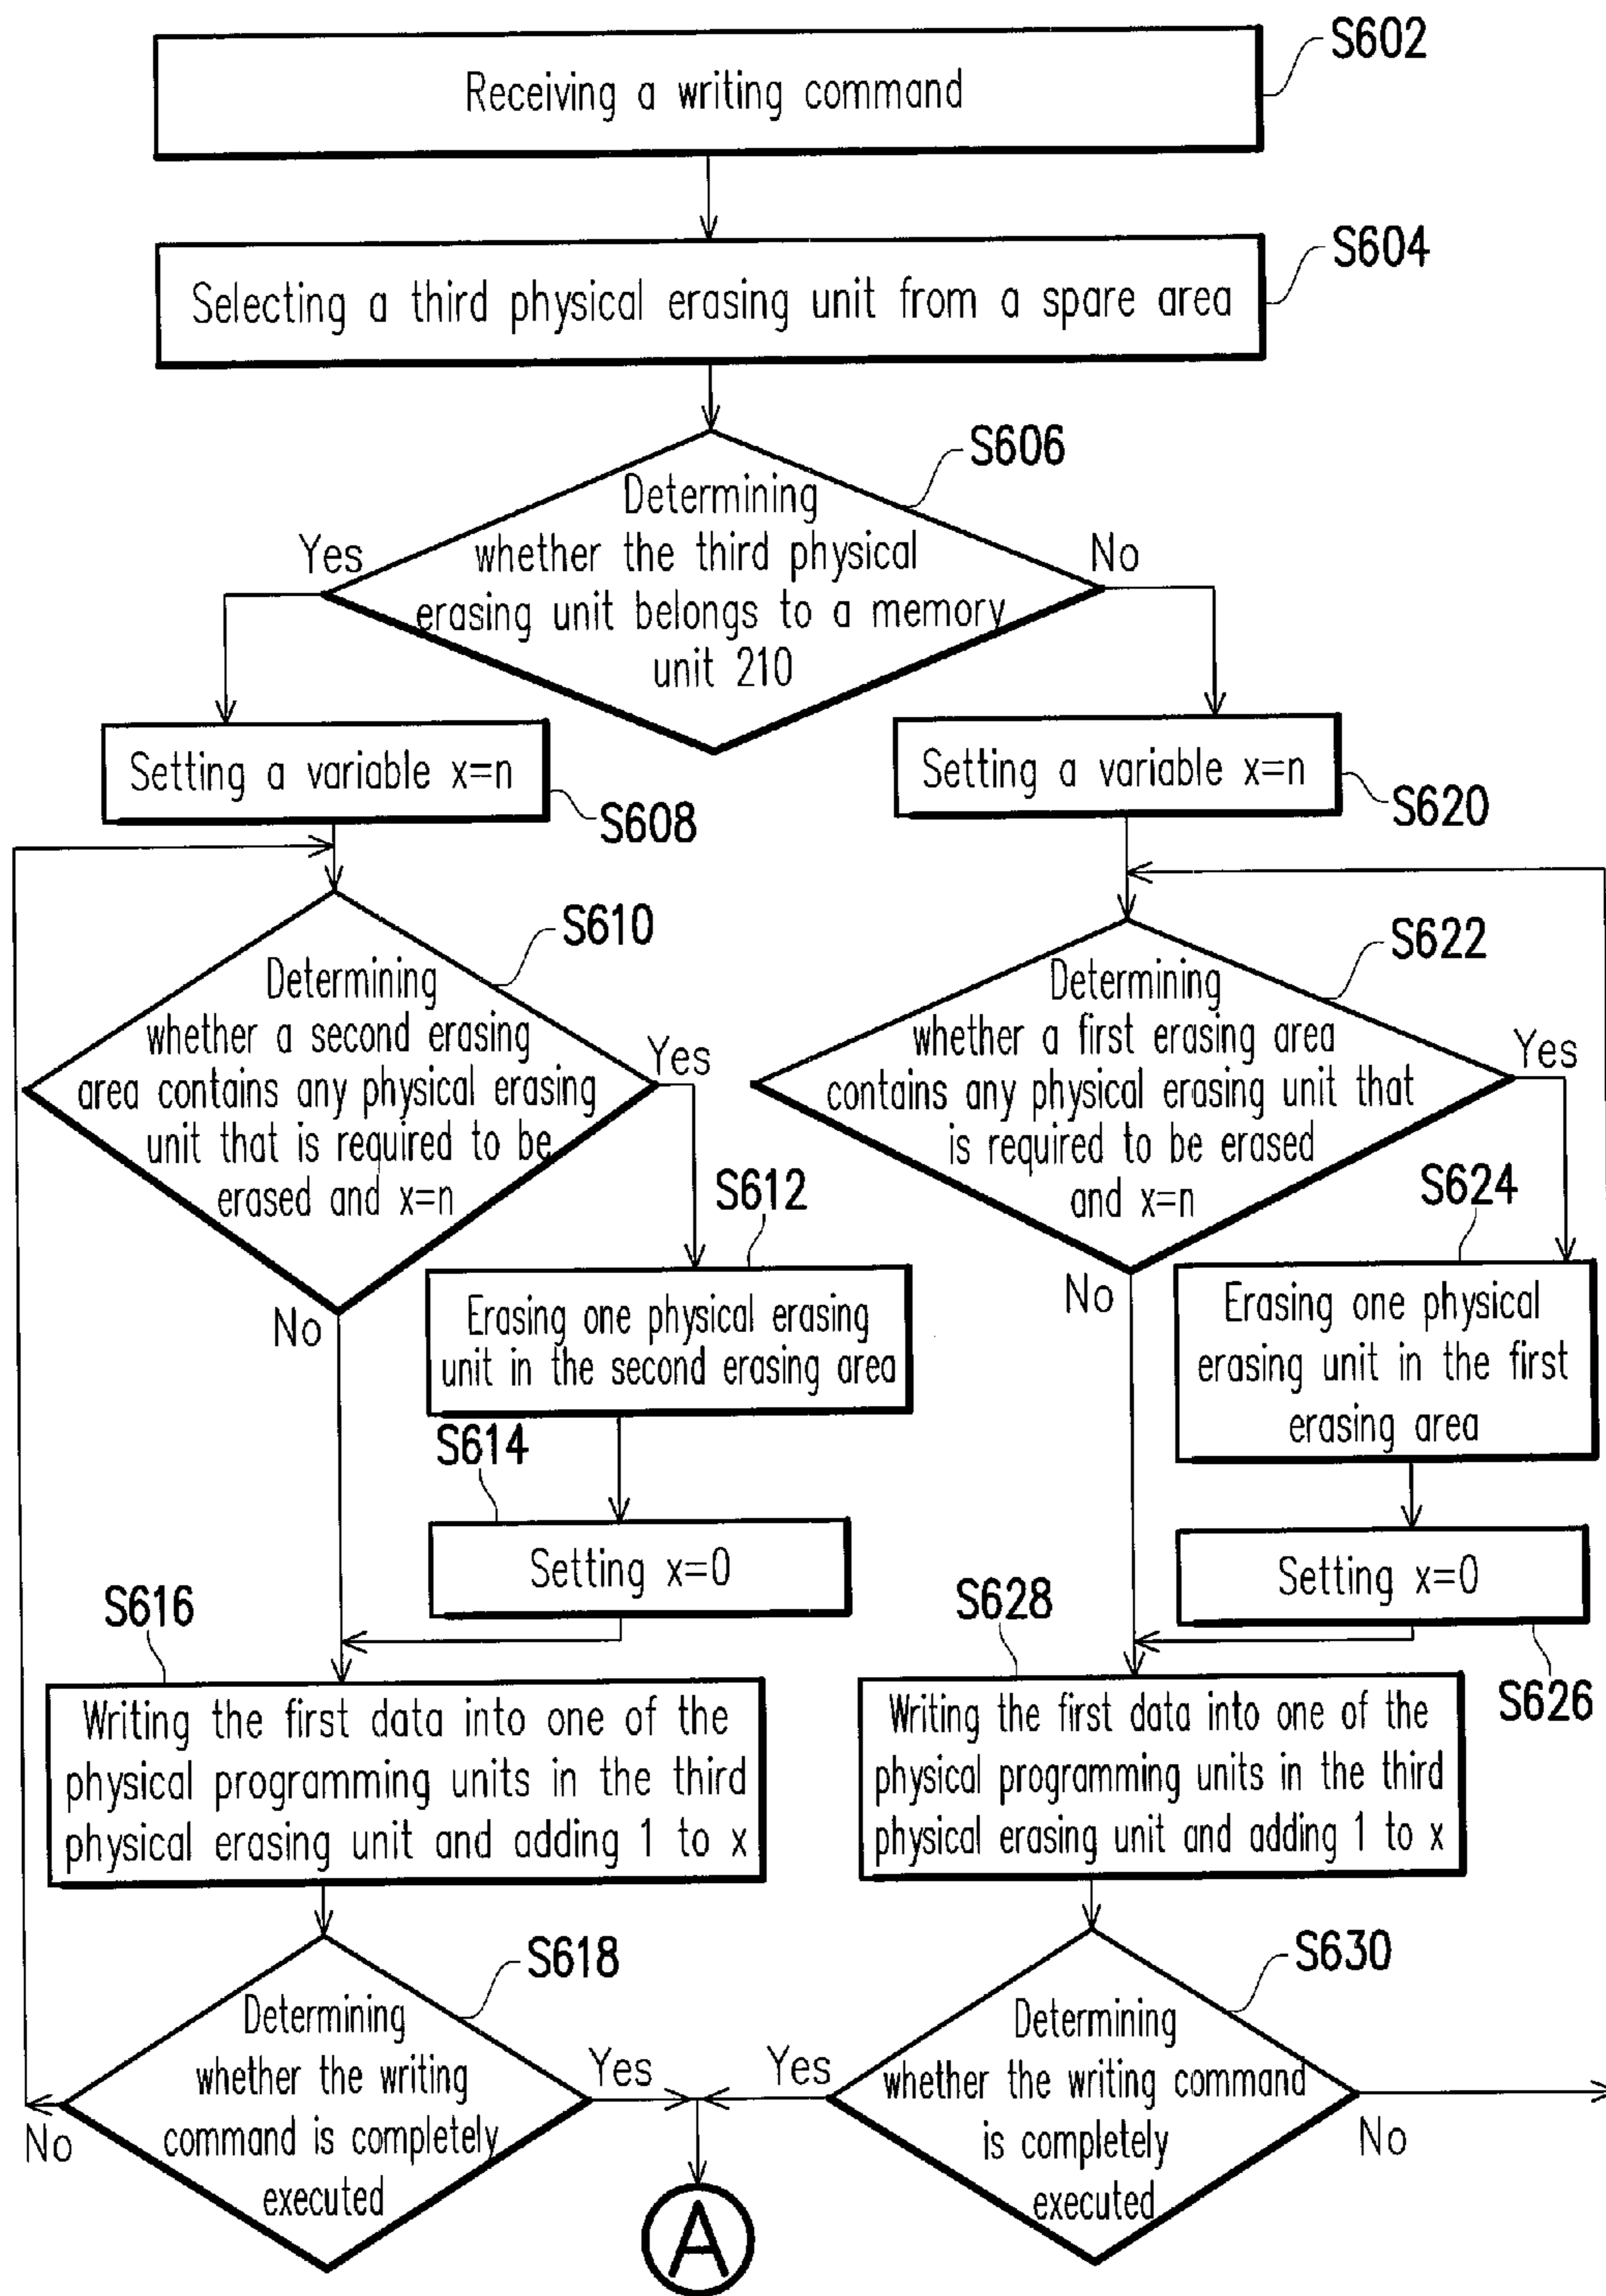 S602
Receiving a writing command
S604
Selecting a third physical erasing unit from a spare area
S606
Determining
whether the third physical
erasing unit belongs to a memory
unit 210
Yes
No
Setting a variable x=n
S608
Setting a variable x=n
S620
S610
Determining
whether a second erasing
area contains any physical erasing
unit that is required to be
erased and x=n
Yes
No
S622
Determining
whether a first erasing area
contains any physical erasing unit that
is required to be erased
and x=n
Yes
No
S612
Erasing one physical erasing
unit in the second erasing area
S624
Erasing one physical
erasing unit in the first
erasing area
S614
Setting x=0
Setting x=0
S626
S616
Writing the first data into one of the
physical programming units in the third
physical erasing unit and adding 1 to x
S628
Writing the first data into one of the
physical programming units in the third
physical erasing unit and adding 1 to x
S618
Determining
whether the writing
command is completely
executed
Yes
No
S630
Determining
whether the writing command
is completely
executed
Yes
No
A